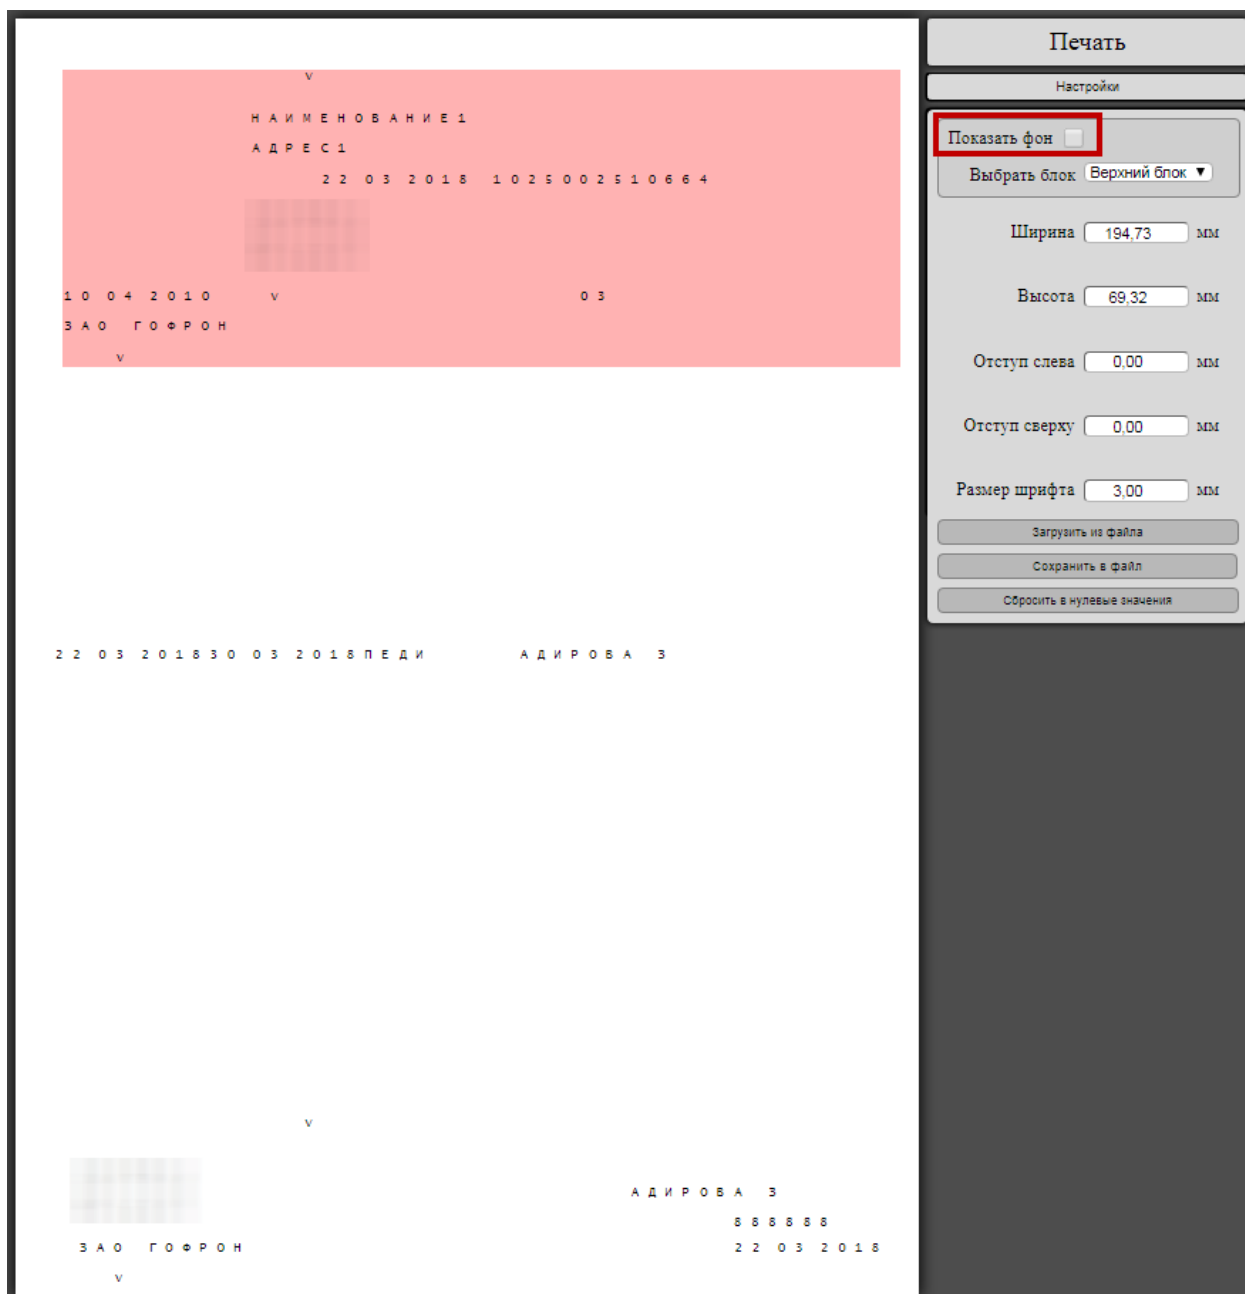 v
НАИМЕНОВАНИЕ1
АДРЕС1
22 03 2018 1025002510664
10 04 2010 v 03
ЗАО ГОФРОН
v
22 03 201830 03 2018ПЕДИ АДИРОВА З
v
АДИРОВА З
888888
ЗАО ГОФРОН 22 03 2018
v
Печать
Настройки
Показать фон
Выбрать блок Верхний блок ▼
Ширина 194,73 мм
Высота 69,32 мм
Отступ слева 0,00 мм
Отступ сверху 0,00 мм
Размер шрифта 3,00 мм
Загрузить из файла
Сохранить в файл
Сбросить в нулевые значения